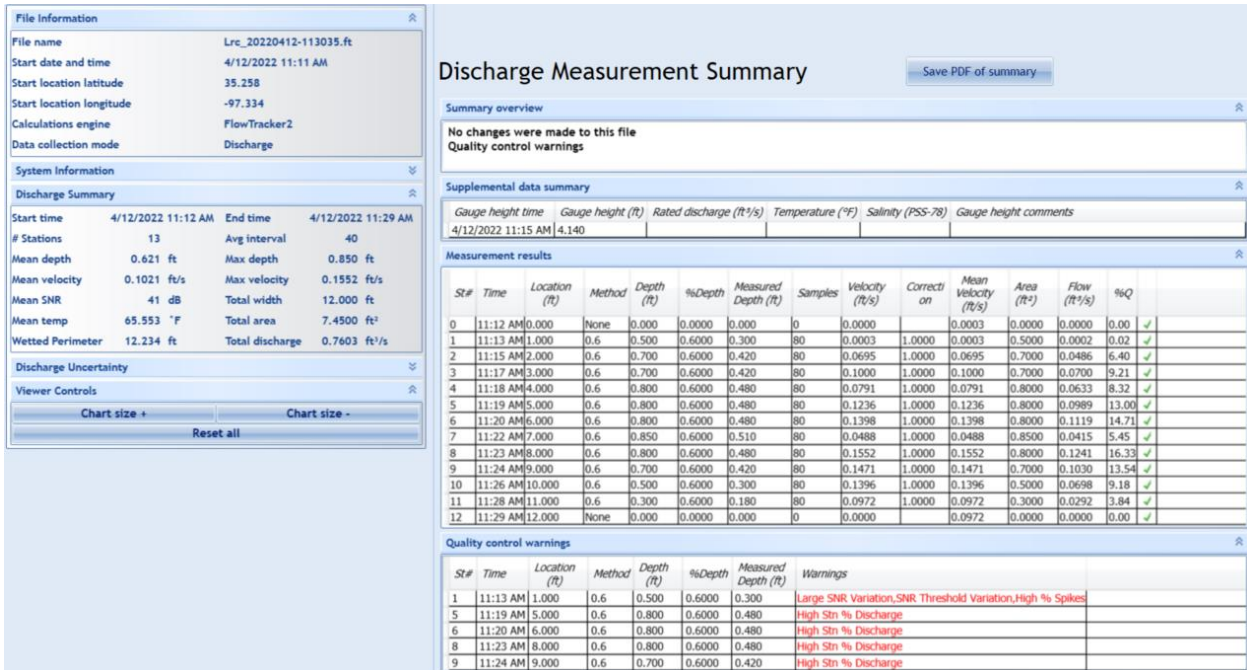 File Information
File name Lrc_20220412-113035.ft
Start date and time 4/12/2022 11:11 AM
Start location latitude 35.258
Start location longitude -97.334
Calculations engine FlowTracker2
Data collection mode Discharge
System Information
Discharge Summary
Start time 4/12/2022 11:12 AM End time 4/12/2022 11:29 AM
# Stations 13 Avg interval 40
Mean depth 0.621 ft Max depth 0.850 ft
Mean velocity 0.1021 ft/s Max velocity 0.1552 ft/s
Mean SNR 41 dB Total width 12.000 ft
Mean temp 65.553 °F Total area 7.4500 ft²
Wetted Perimeter 12.234 ft Total discharge 0.7603 ft³/s
Discharge Uncertainty
Viewer Controls
Chart size + Chart size -
Reset all
Discharge Measurement Summary Save PDF of summary
Summary overview
No changes were made to this file
Quality control warnings
Supplemental data summary
Gauge height time Gauge height (ft) Rated discharge (ft³/s) Temperature (°F) Salinity (PSS-78) Gauge height comments
4/12/2022 11:15 AM 4.140
Measurement results
St# Time Location (ft) Method Depth (ft) %Depth Measured Depth (ft) Samples Velocity (ft/s) Correcti on Mean Velocity (ft/s) Area (ft²) Flow (ft³/s) %Q
0 11:12 AM 0.000 None 0.000 0.0000 0.000 0 0.0000 0.0003 0.0000 0.0000 0.00 ✓
1 11:13 AM 1.000 0.6 0.500 0.6000 0.300 80 0.0003 1.0000 0.0003 0.5000 0.0002 0.02 ✓
2 11:15 AM 2.000 0.6 0.700 0.6000 0.420 80 0.0695 1.0000 0.0695 0.7000 0.0486 6.40 ✓
3 11:17 AM 3.000 0.6 0.700 0.6000 0.420 80 0.1000 1.0000 0.1000 0.7000 0.0700 9.21 ✓
4 11:18 AM 4.000 0.6 0.800 0.6000 0.480 80 0.0791 1.0000 0.0791 0.8000 0.0633 8.32 ✓
5 11:19 AM 5.000 0.6 0.800 0.6000 0.480 80 0.1236 1.0000 0.1236 0.8000 0.0989 13.00 ✓
6 11:20 AM 6.000 0.6 0.800 0.6000 0.480 80 0.1398 1.0000 0.1398 0.8000 0.1119 14.71 ✓
7 11:22 AM 7.000 0.6 0.850 0.6000 0.510 80 0.0488 1.0000 0.0488 0.8500 0.0415 5.45 ✓
8 11:23 AM 8.000 0.6 0.800 0.6000 0.480 80 0.1552 1.0000 0.1552 0.8000 0.1241 16.33 ✓
9 11:24 AM 9.000 0.6 0.700 0.6000 0.420 80 0.1471 1.0000 0.1471 0.7000 0.1030 13.54 ✓
10 11:26 AM 10.000 0.6 0.500 0.6000 0.300 80 0.1396 1.0000 0.1396 0.5000 0.0698 9.18 ✓
11 11:28 AM 11.000 0.6 0.300 0.6000 0.180 80 0.0972 1.0000 0.0972 0.3000 0.0292 3.84 ✓
12 11:29 AM 12.000 None 0.000 0.0000 0.000 0 0.0000 0.0972 0.0000 0.0000 0.00 ✓
Quality control warnings
St# Time Location (ft) Method Depth (ft) %Depth Measured Depth (ft) Warnings
1 11:13 AM 1.000 0.6 0.500 0.6000 0.300 Large SNR Variation,SNR Threshold Variation,High % Spikes
5 11:19 AM 5.000 0.6 0.800 0.6000 0.480 High Stn % Discharge
6 11:20 AM 6.000 0.6 0.800 0.6000 0.480 High Stn % Discharge
8 11:23 AM 8.000 0.6 0.800 0.6000 0.480 High Stn % Discharge
9 11:24 AM 9.000 0.6 0.700 0.6000 0.420 High Stn % Discharge